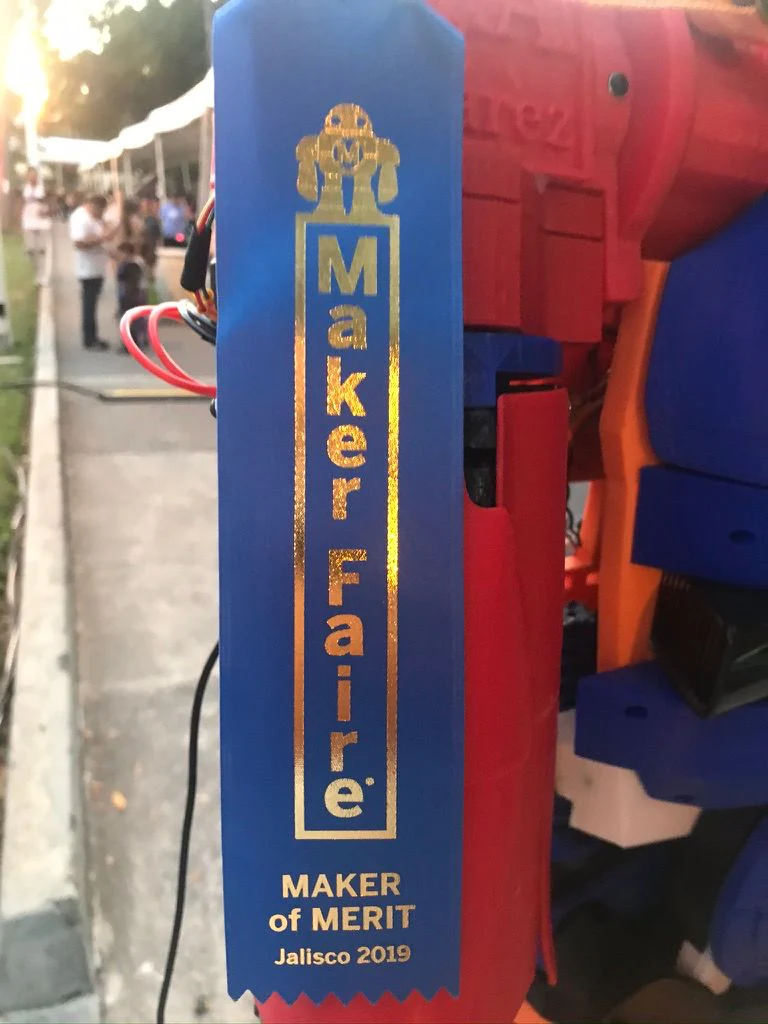 M
Maker Faire
MAKER
of MERIT
Jalisco 2019